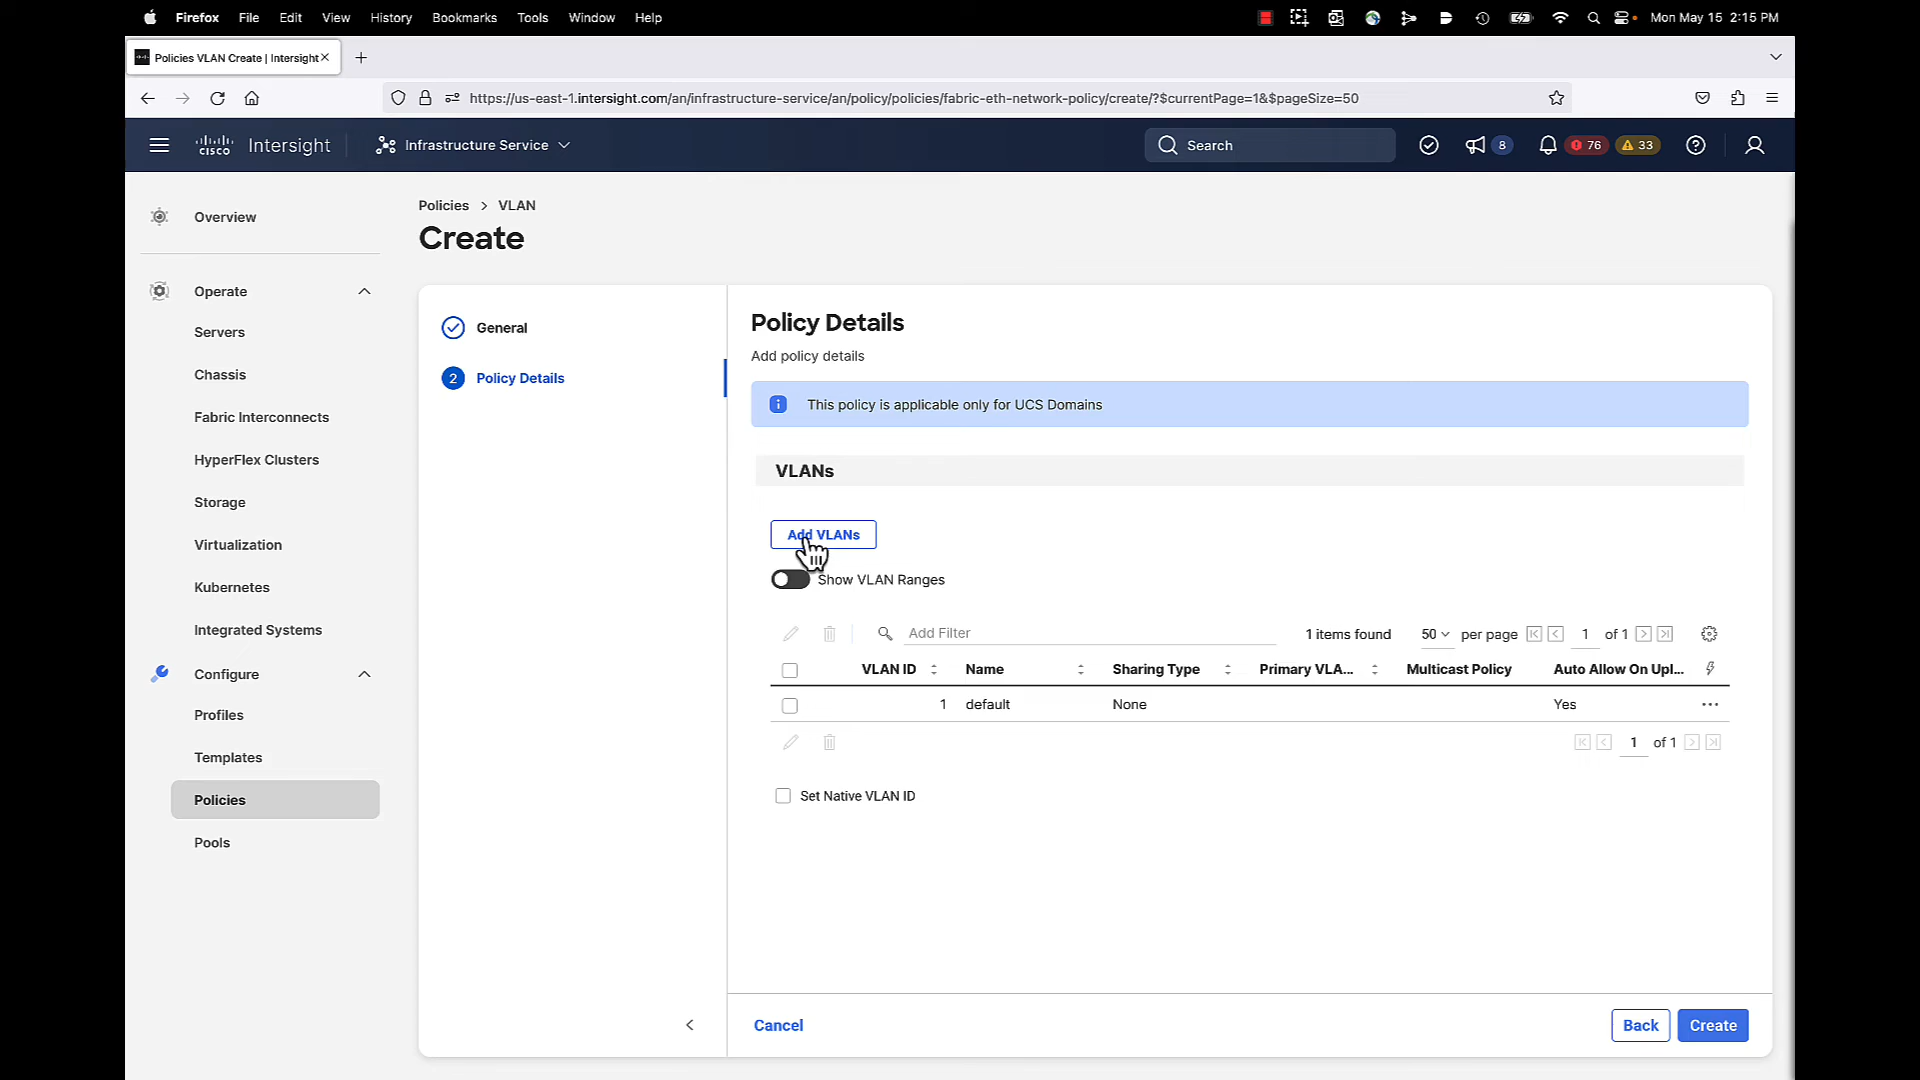 Firefox File Edit View History Bookmarks Tools Window Help Mon May 15 2:15 PM
Policies VLAN Create | Intersight
https://us-east-1.intersight.com/an/infrastructure-service/an/policy/policies/fabric-eth-network-policy/create/?$currentPage=1&$pageSize=50
cisco Intersight Infrastructure Service Search 8 76 33
Overview
Operate
Servers
Chassis
Fabric Interconnects
HyperFlex Clusters
Storage
Virtualization
Kubernetes
Integrated Systems
Configure
Profiles
Templates
Policies
Pools
Policies > VLAN
Create
General
2 Policy Details
Policy Details
Add policy details
This policy is applicable only for UCS Domains
VLANs
Add VLANs
Show VLAN Ranges
Add Filter 1 items found 50 per page 1 of 1
VLAN ID Name Sharing Type Primary VLA... Multicast Policy Auto Allow On Upl...
1 default None Yes
1 of 1
Set Native VLAN ID
Cancel Back Create